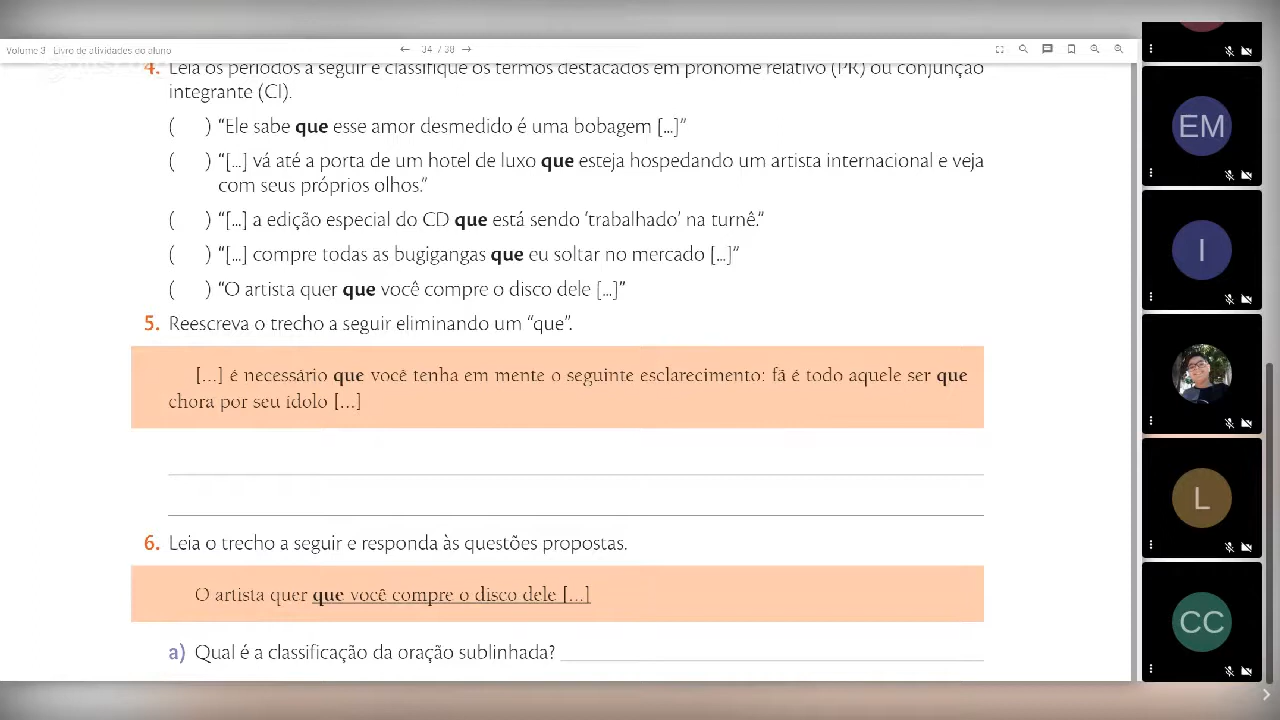 Volume 3 - Livro de atividades do aluno
34 / 38
4. Leia os períodos a seguir e classifique os termos destacados em pronome relativo (PR) ou conjunção
integrante (CI).
( ) “Ele sabe que esse amor desmedido é uma bobagem [...]”
( ) “[...] vá até a porta de um hotel de luxo que esteja hospedando um artista internacional e veja
com seus próprios olhos.”
( ) “[...] a edição especial do CD que está sendo ‘trabalhado’ na turnê.”
( ) “[...] compre todas as bugigangas que eu soltar no mercado [...]”
( ) “O artista quer que você compre o disco dele [...]”
5. Reescreva o trecho a seguir eliminando um “que”.
[...] é necessário que você tenha em mente o seguinte esclarecimento: fã é todo aquele ser que
chora por seu ídolo [...]
6. Leia o trecho a seguir e responda às questões propostas.
O artista quer que você compre o disco dele [...]
a) Qual é a classificação da oração sublinhada?
EM
I
L
CC